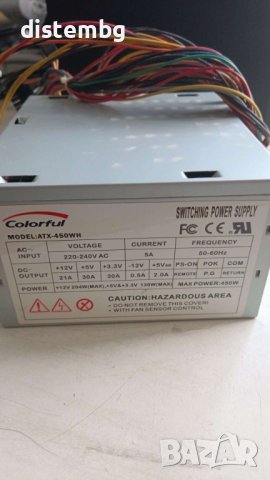 distembg
Colorful
SWITCHING POWER SUPPLY
MODEL:ATX-450WH
FC CE
AC~ INPUT VOLTAGE CURRENT FREQUENCY
220-240V AC 5A 50-60Hz
DC OUTPUT +12V +5V +3.3V -12V +5VSB PS-ON POK COM
21A 30A 20A 0.5A 2.0A REMOTE P.G RETURN
POWER +12V 204W(MAX),+5V&+3.3V 130W(MAX) MAX POWER:450W
CAUTION:HAZARDOUS AREA
DO NOT REMOVE THIS COVER!
WITH FAN SENSOR CONTROL
bazar